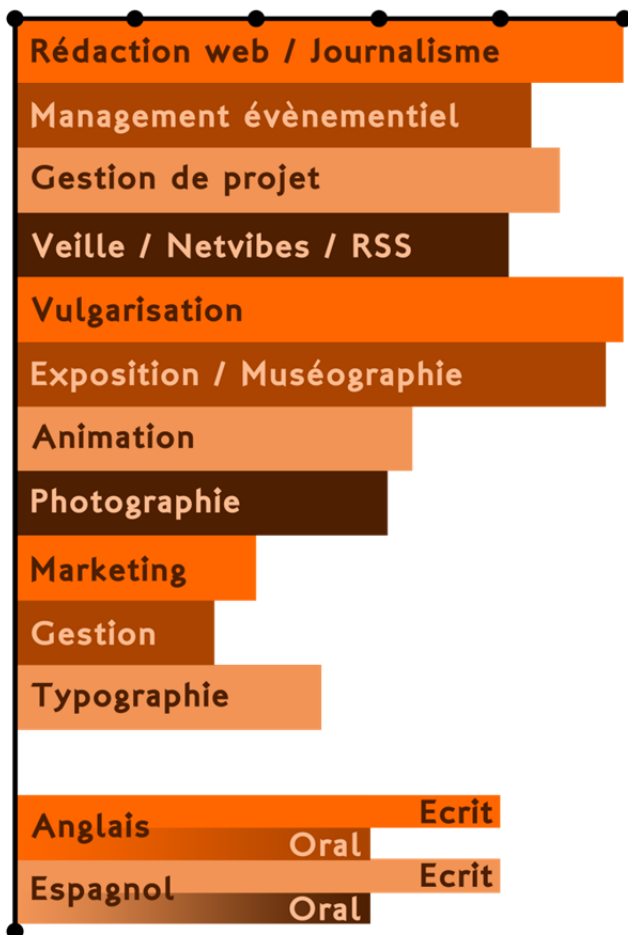 Rédaction web / Journalisme
Management évènementiel
Gestion de projet
Veille / Netvibes / RSS
Vulgarisation
Exposition / Muséographie
Animation
Photographie
Marketing
Gestion
Typographie
Anglais
Ecrit
Oral
Espagnol
Ecrit
Oral